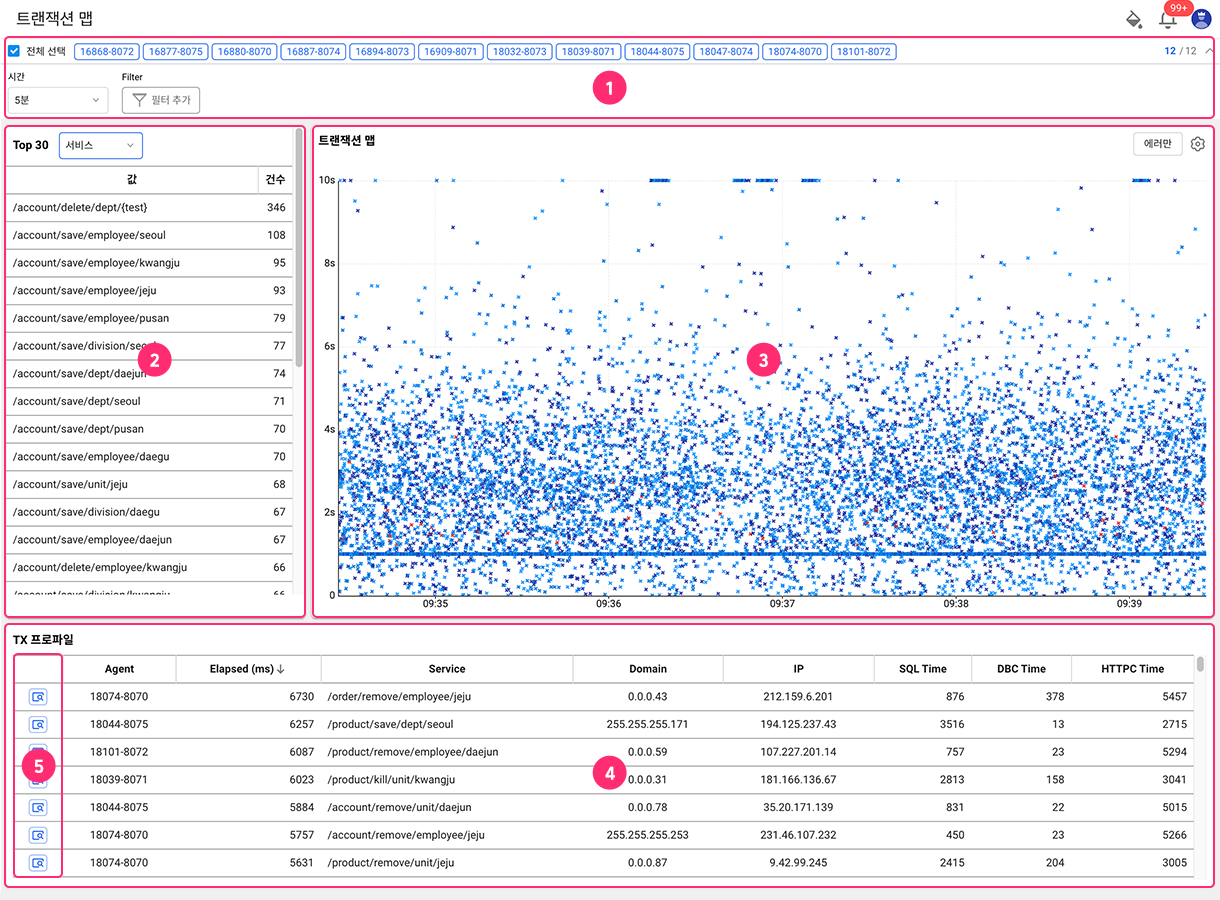 트랜잭션 맵
99+
전체 선택 16868-8072 16877-8075 16880-8070 16887-8074 16894-8073 16909-8071 18032-8073 18039-8071 18044-8075 18047-8074 18074-8070 18101-8072 12 / 12
시간 Filter
5분 필터 추가
1
Top 30 서비스
값 건수
/account/delete/dept/{test} 346
/account/save/employee/seoul 108
/account/save/employee/kwangju 95
/account/save/employee/jeju 93
/account/save/employee/pusan 79
/account/save/division/seoul 77
2
/account/save/dept/daejun 74
/account/save/dept/seoul 71
/account/save/dept/pusan 70
/account/save/employee/daegu 70
/account/save/unit/jeju 68
/account/save/division/daegu 67
/account/save/employee/daejun 67
/account/delete/employee/kwangju 66
/account/save/division/kwangju 66
트랜잭션 맵 에러만
10s
8s
6s
3
4s
2s
0
09:35 09:36 09:37 09:38 09:39
TX 프로파일
Agent Elapsed (ms) ↓ Service Domain IP SQL Time DBC Time HTTPC Time
18074-8070 6730 /order/remove/employee/jeju 0.0.0.43 212.159.6.201 876 378 5457
18044-8075 6257 /product/save/dept/seoul 255.255.255.171 194.125.237.43 3516 13 2715
18101-8072 6087 /product/remove/employee/daejun 0.0.0.59 107.227.201.14 757 23 5294
5 4
18039-8071 6023 /product/kill/unit/kwangju 0.0.0.31 181.166.136.67 2813 158 3041
18044-8075 5884 /account/remove/unit/daejun 0.0.0.78 35.20.171.139 831 22 5015
18074-8070 5757 /account/remove/employee/jeju 255.255.255.253 231.46.107.232 450 23 5266
18074-8070 5631 /product/remove/unit/jeju 0.0.0.87 9.42.99.245 2415 204 3005